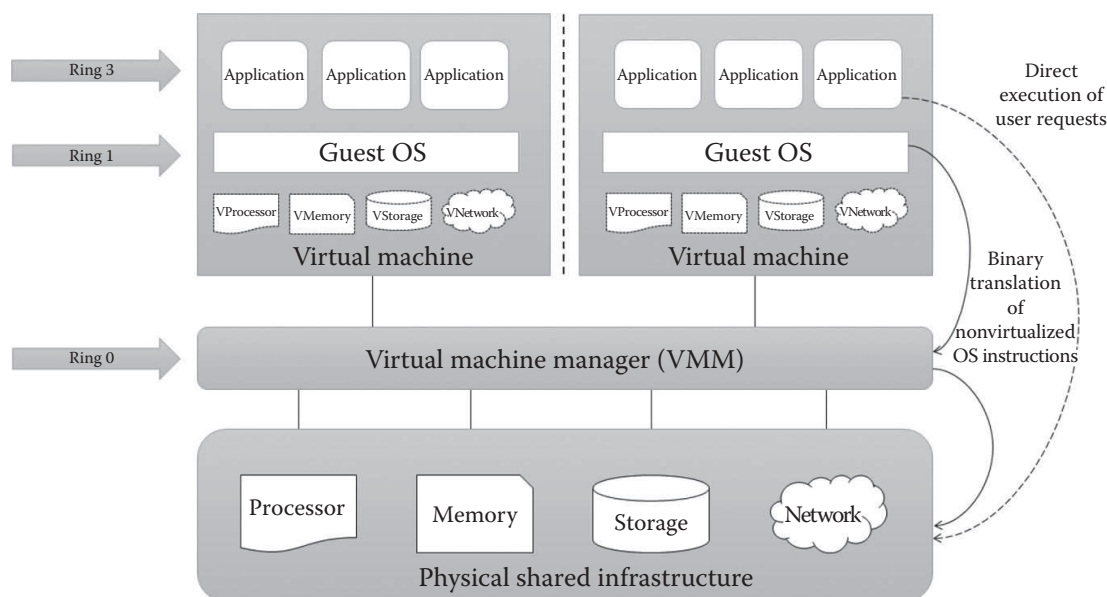 Ring 3
Application
Application
Application
Application
Application
Application
Direct
execution of
user requests
Ring 1
Guest OS
Guest OS
VProcessor
VMemory
VStorage
VNetwork
VProcessor
VMemory
VStorage
VNetwork
Virtual machine
Virtual machine
Binary
translation
of
nonvirtualized
OS instructions
Ring 0
Virtual machine manager (VMM)
Processor
Memory
Storage
Network
Physical shared infrastructure